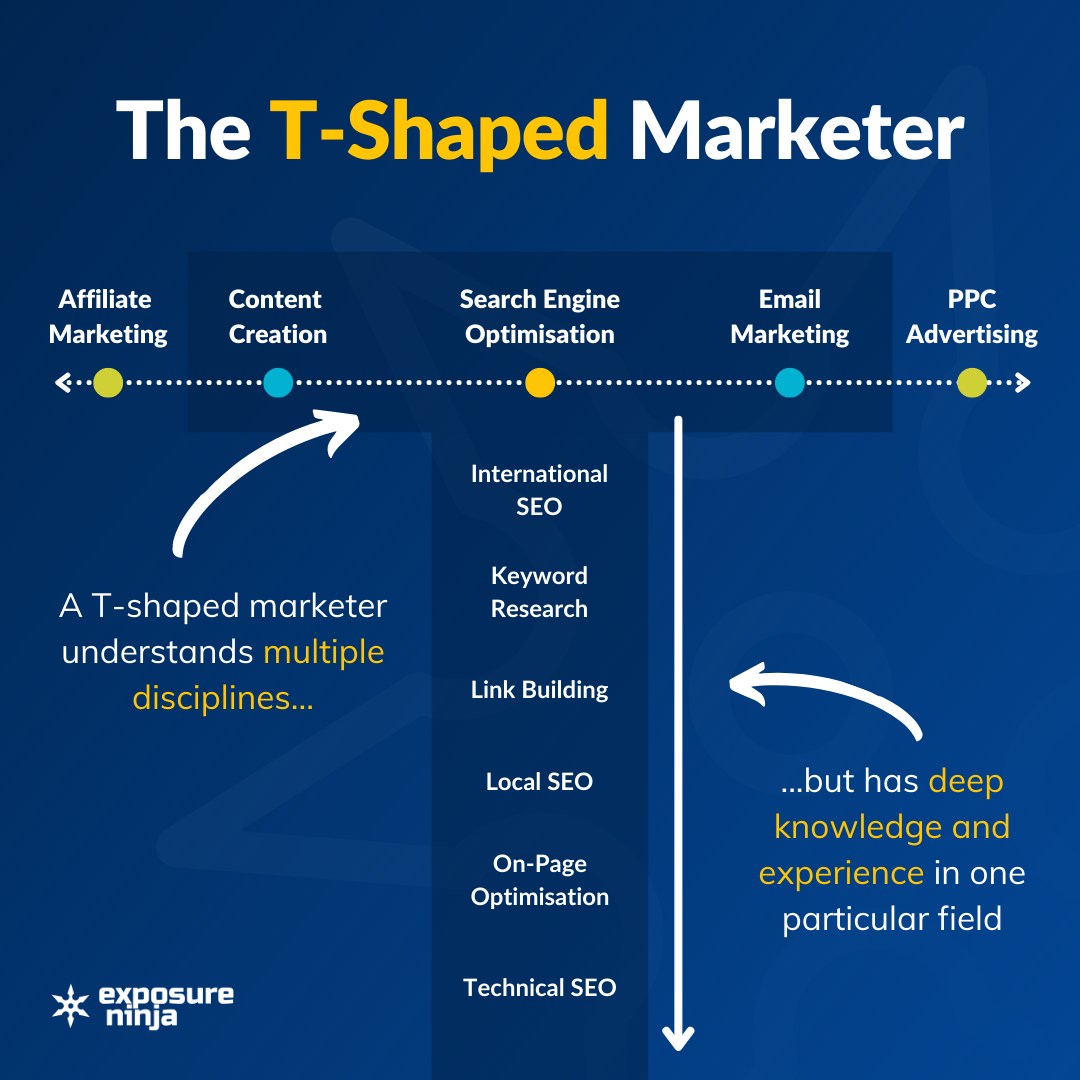 The T-Shaped Marketer
Affiliate
Marketing
Content
Creation
Search Engine
Optimisation
Email
Marketing
PPC
Advertising
International
SEO
Keyword
Research
Link Building
Local SEO
On-Page
Optimisation
Technical SEO
A T-shaped marketer
understands multiple
disciplines...
...but has deep
knowledge and
experience in one
particular field
exposure
ninja